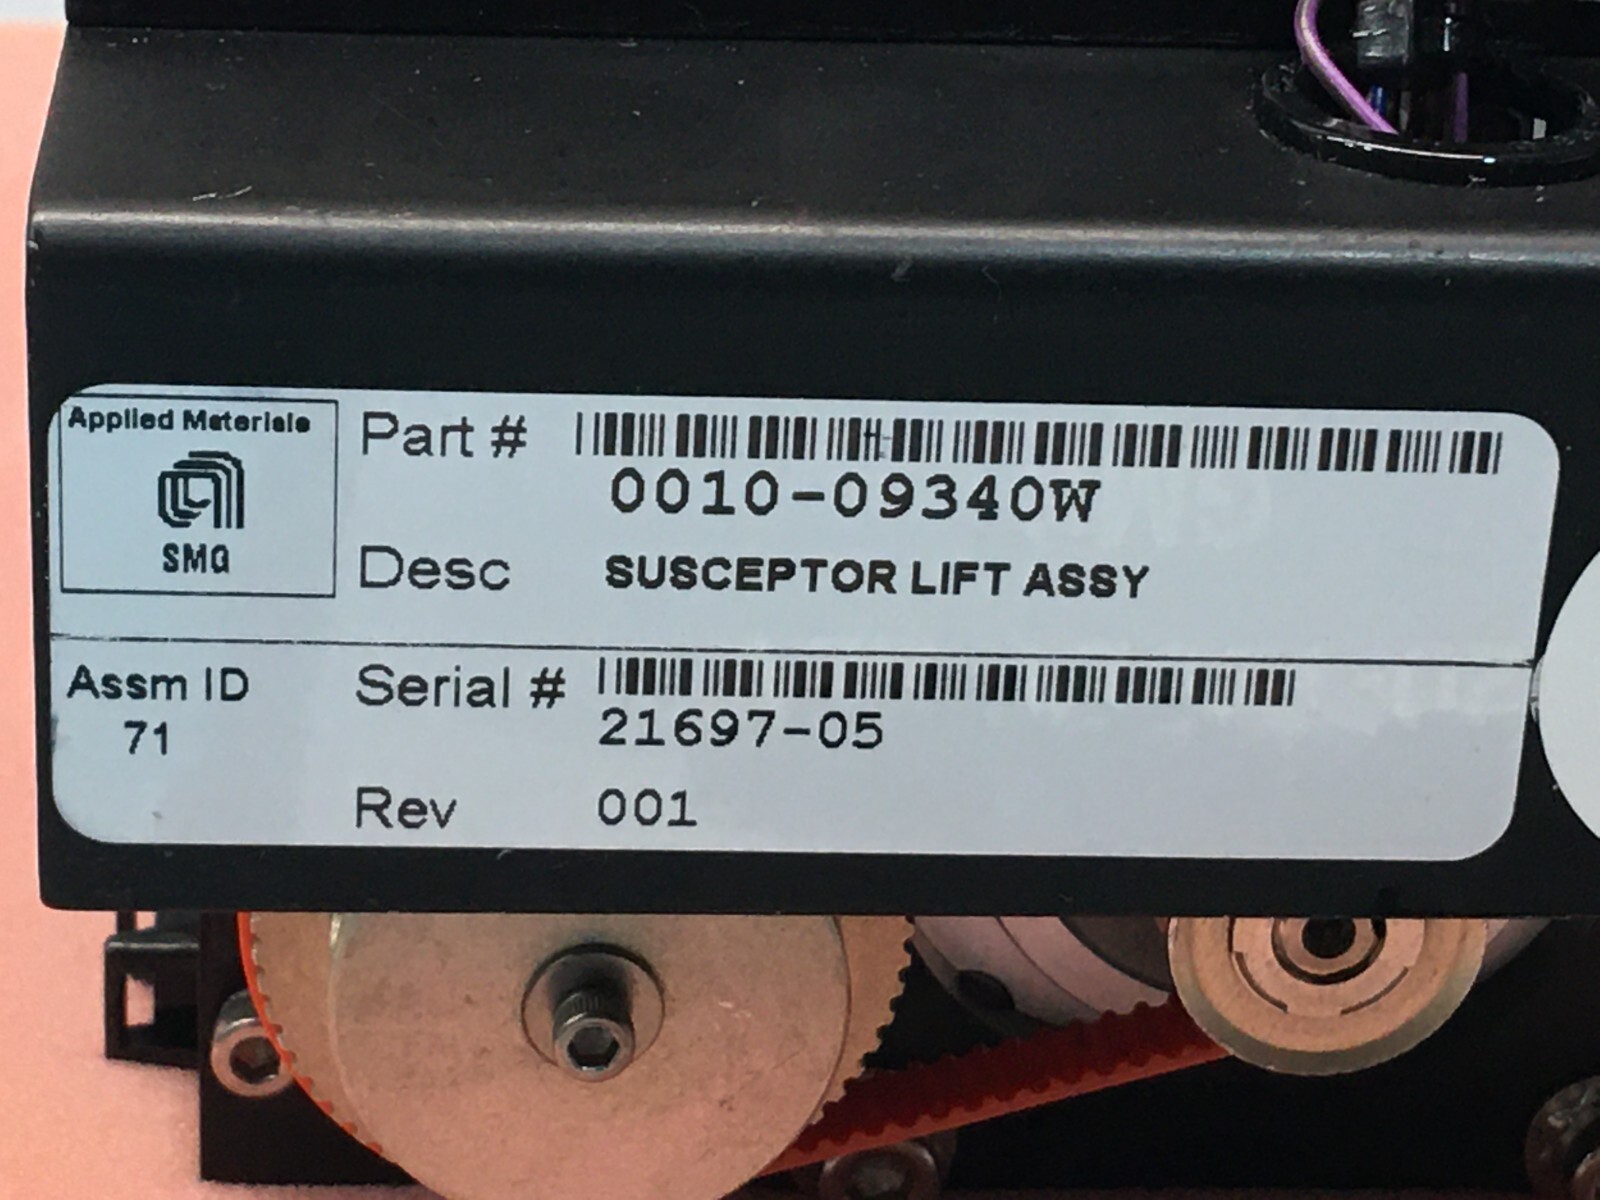 Applied Materials
SMG
Part #
0010-09340W
Desc SUSCEPTOR LIFT ASSY
Assm ID
71
Serial #
21697-05
Rev 001